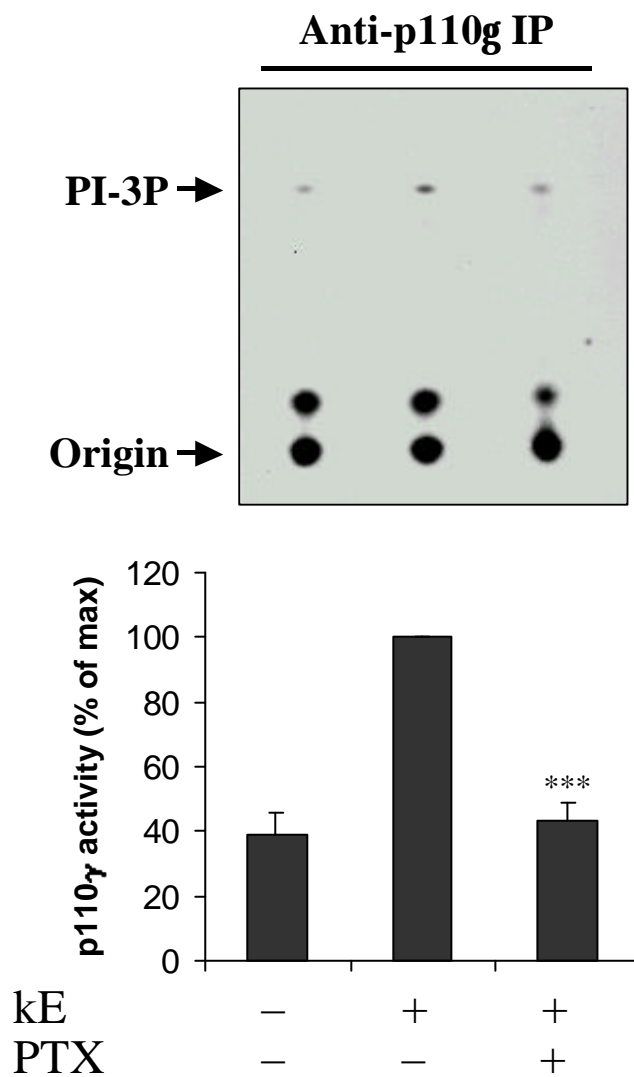 Anti-p110g IP
PI-3P
Origin
p110γ activity (% of max)
120
100
80
60
40
20
0
***
kE – + +
PTX – – +